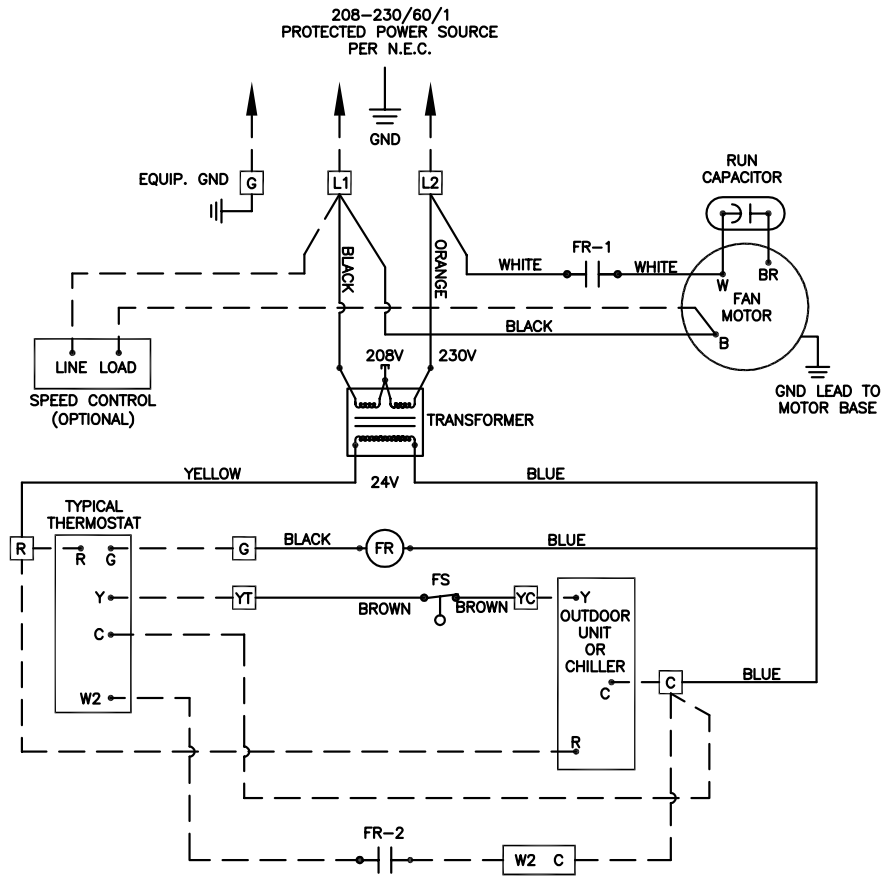 208-230/60/1
PROTECTED POWER SOURCE
PER N.E.C.
GND
RUN
CAPACITOR
EQUIP. GND
G
L1
L2
BLACK
ORANGE
WHITE
FR-1
WHITE
W
BR
FAN
MOTOR
BLACK
B
LINE LOAD
SPEED CONTROL
(OPTIONAL)
208V
230V
GND LEAD TO
MOTOR BASE
TRANSFORMER
YELLOW
24V
BLUE
TYPICAL
THERMOSTAT
R
R
G
G
BLACK
FR
BLUE
Y
YT
BROWN
FS
BROWN
YC
Y
OUTDOOR
UNIT
OR
CHILLER
C
C
C
BLUE
W2
R
FR-2
W2 C